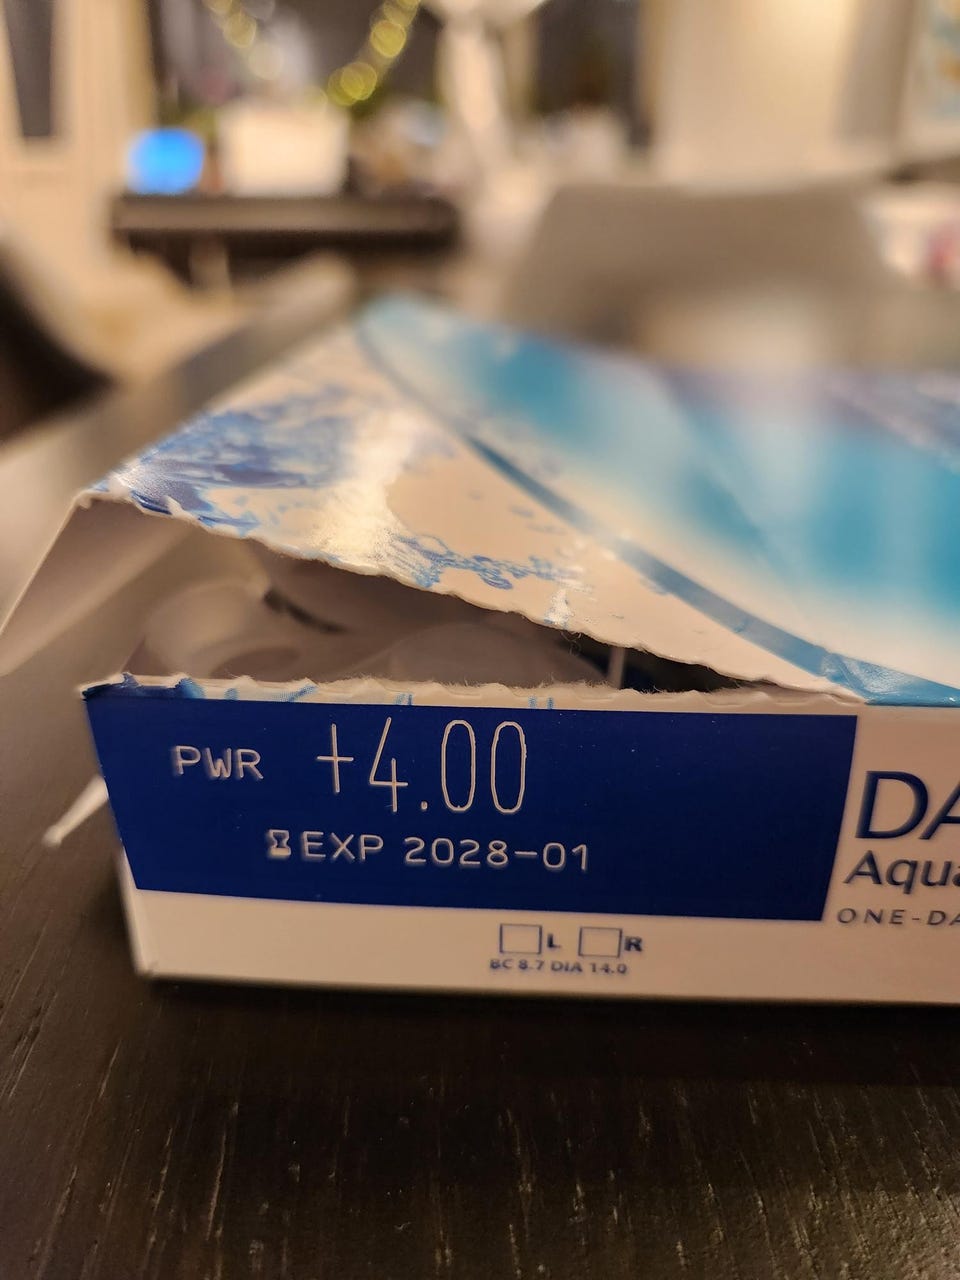 PWR +4.00
EXP 2028-01
DA
Aqua
ONE-DA
L R
BC 8.7 DIA 14.0